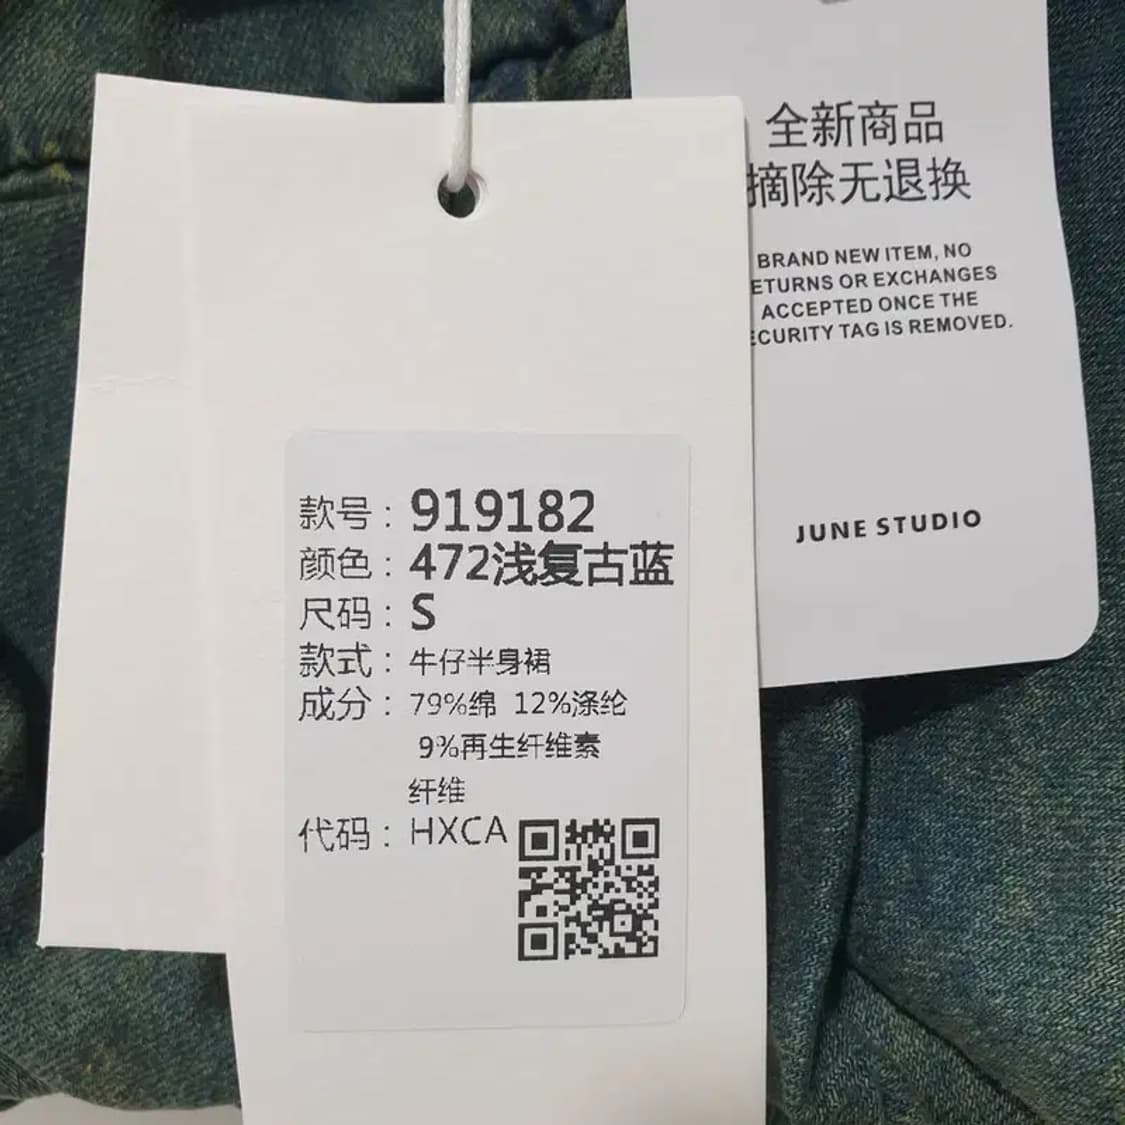 款号：919182
颜色：472浅复古蓝
尺码：S
款式：牛仔半身裙
成分：79%绵 12%涤纶
9%再生纤维素
纤维
代码：HXCA
全新商品
摘除无退换
BRAND NEW ITEM, NO
ETURNS OR EXCHANGES
ACCEPTED ONCE THE
ECURITY TAG IS REMOVED.
JUNE STUDIO